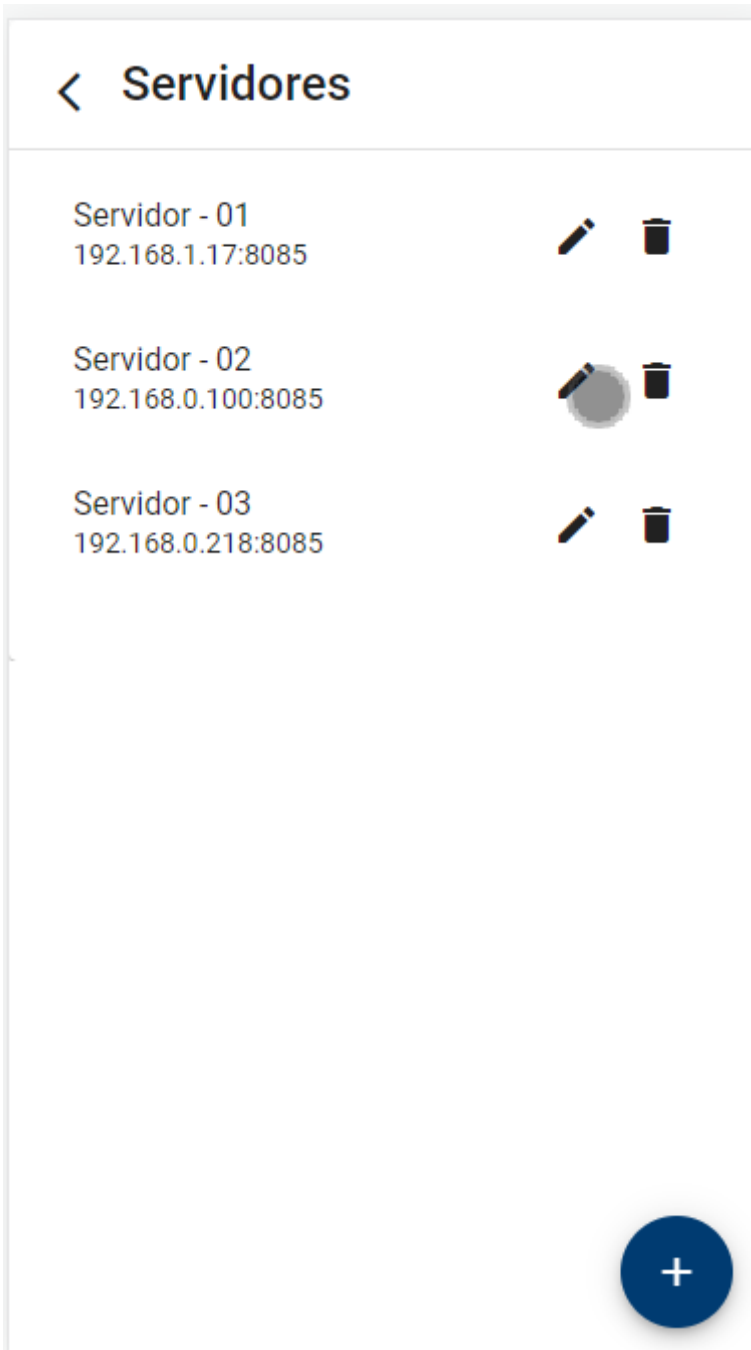 Servidores
Servidor - 01
192.168.1.17:8085
Servidor - 02
192.168.0.100:8085
Servidor - 03
192.168.0.218:8085
+